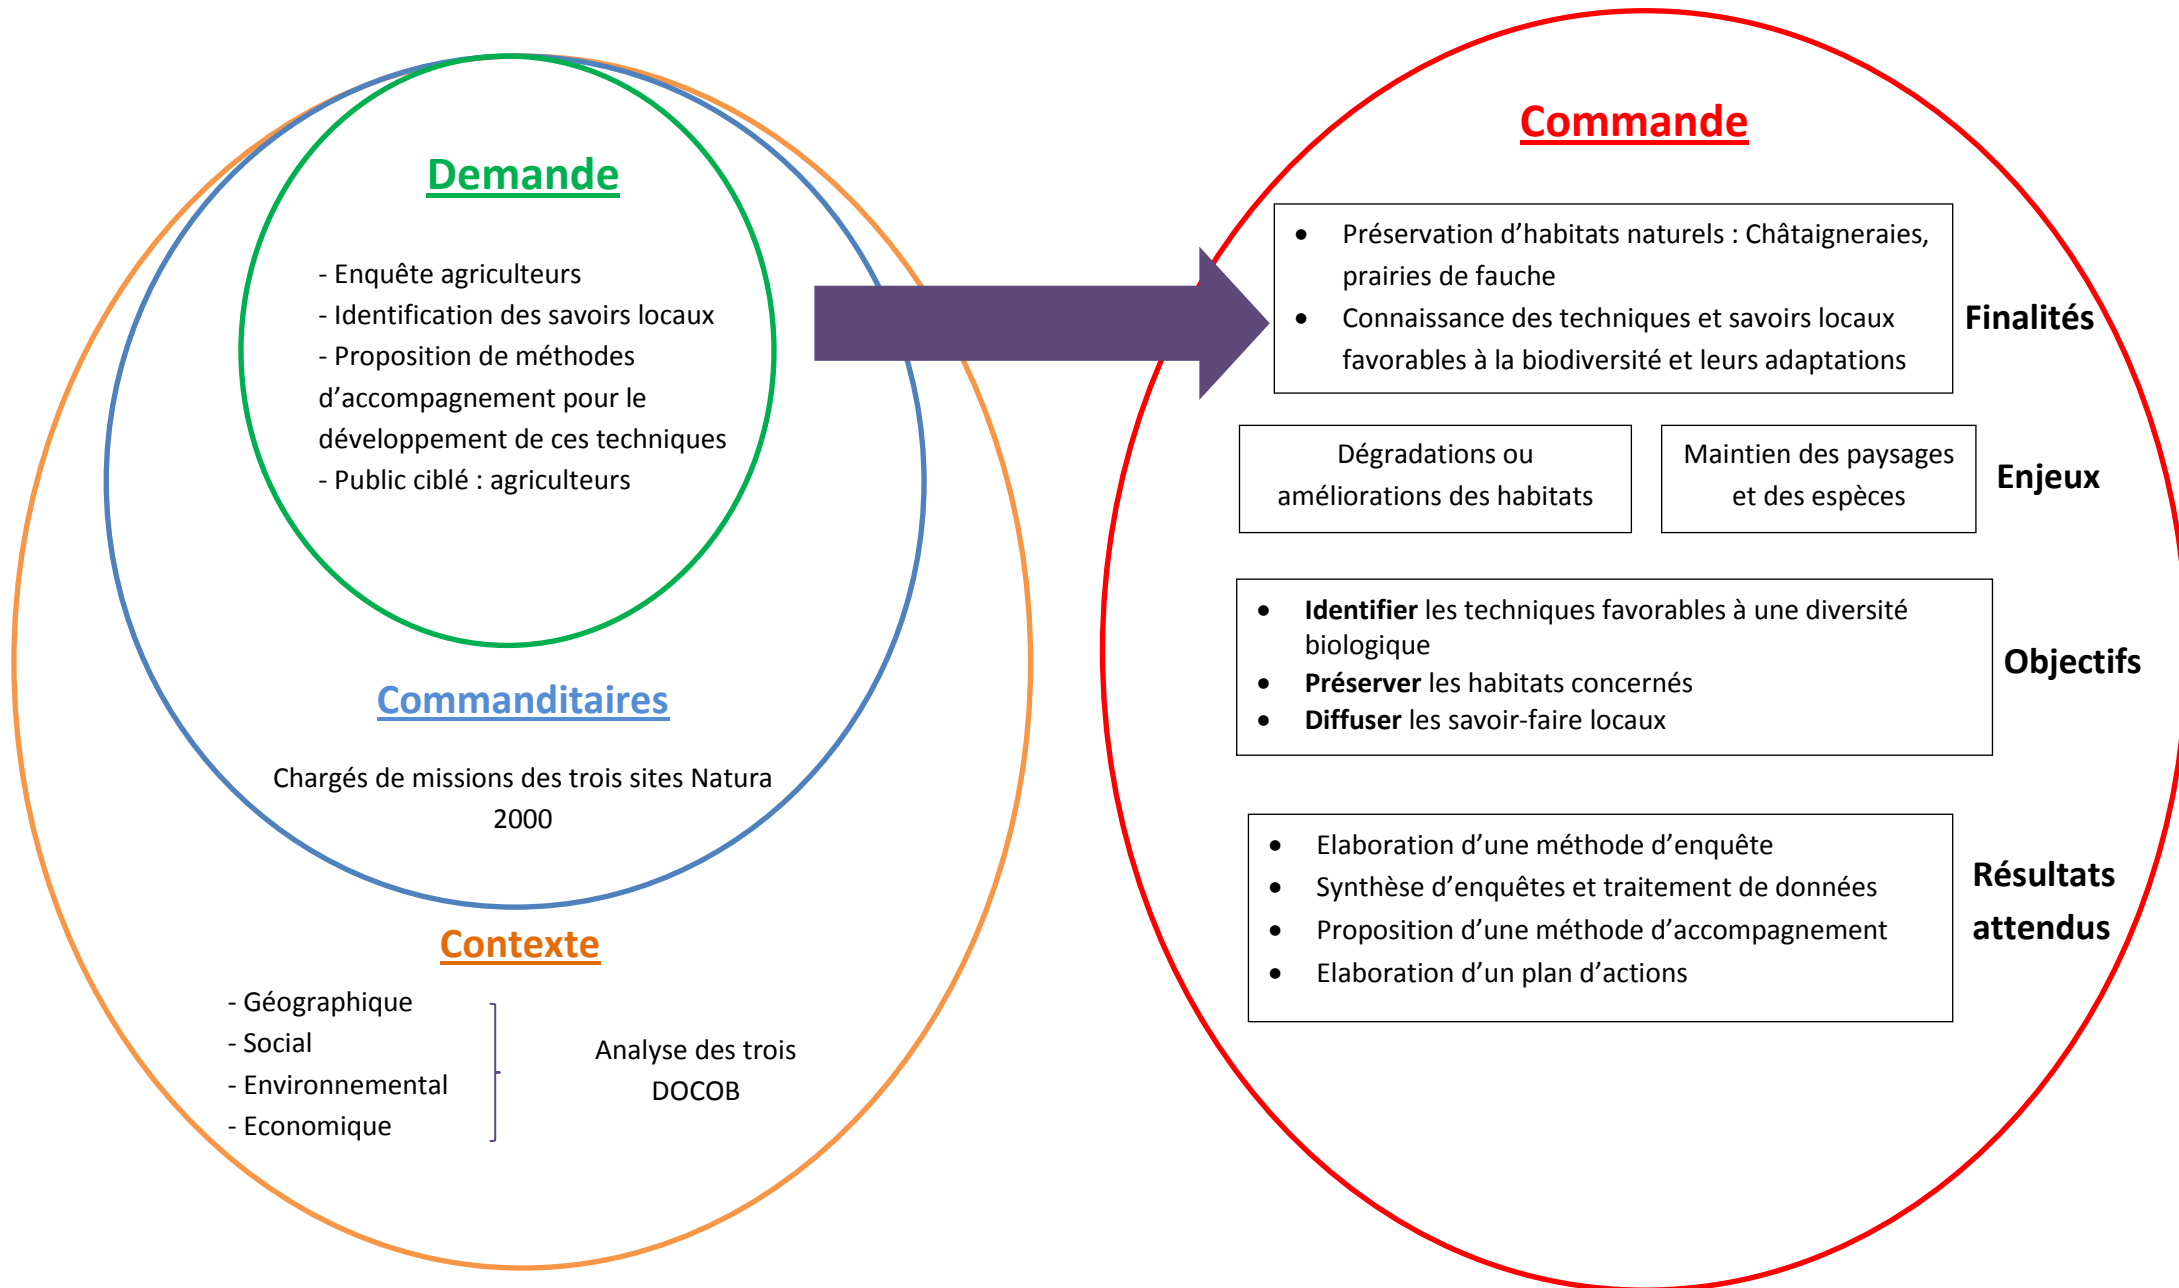 Demande
- Enquête agriculteurs
- Identification des savoirs locaux
- Proposition de méthodes
d’accompagnement pour le
développement de ces techniques
- Public ciblé : agriculteurs
Commanditaires
Chargés de missions des trois sites Natura
2000
Contexte
- Géographique
- Social
- Environnemental
- Economique
Analyse des trois
DOCOB
Commande
• Préservation d’habitats naturels : Châtaigneraies,
prairies de fauche
• Connaissance des techniques et savoirs locaux
favorables à la biodiversité et leurs adaptations
Finalités
Dégradations ou
améliorations des habitats
Maintien des paysages
et des espèces
Enjeux
• Identifier les techniques favorables à une diversité
biologique
• Préserver les habitats concernés
• Diffuser les savoir-faire locaux
Objectifs
• Elaboration d’une méthode d’enquête
• Synthèse d’enquêtes et traitement de données
• Proposition d’une méthode d’accompagnement
• Elaboration d’un plan d’actions
Résultats
attendus